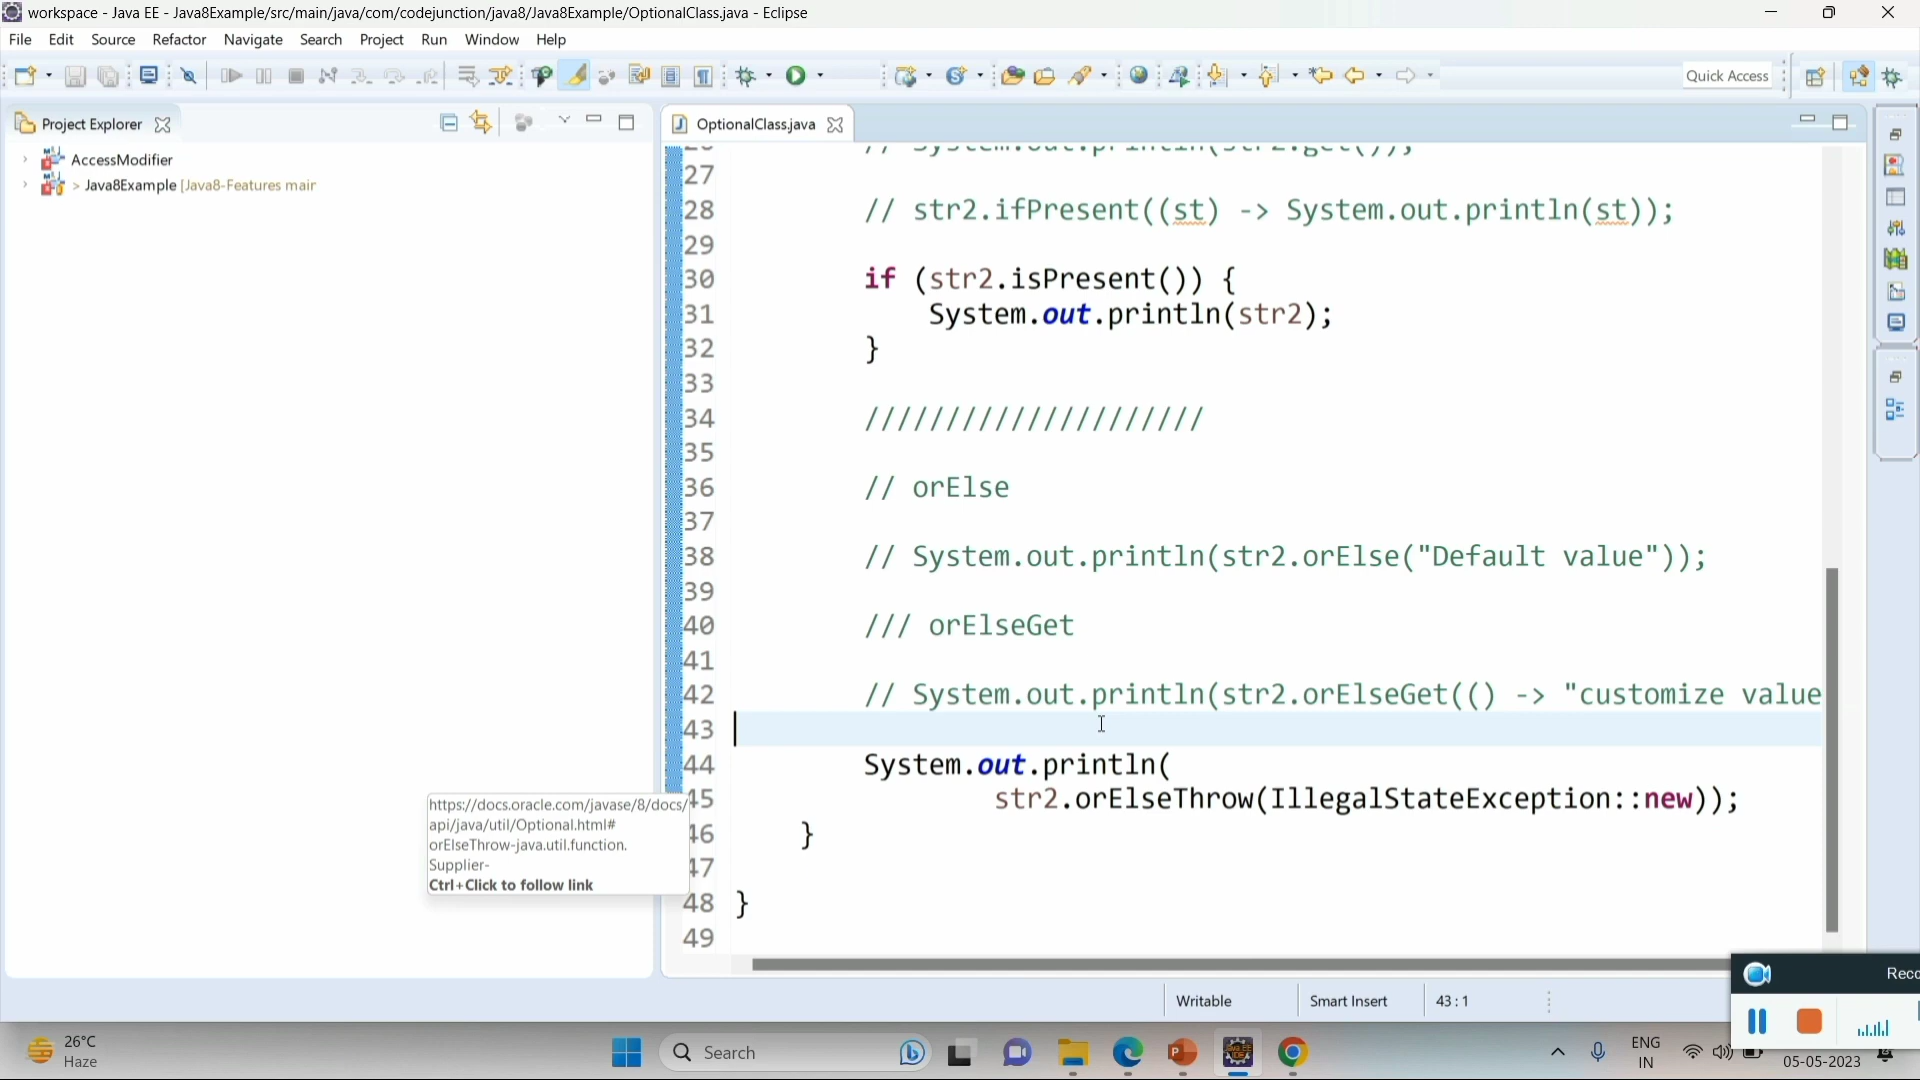 workspace - Java EE - Java8Example/src/main/java/com/codejunction/java8/Java8Example/OptionalClass.java - Eclipse
File Edit Source Refactor Navigate Search Project Run Window Help
Quick Access
Project Explorer
OptionalClass.java
AccessModifier
> Java8Example [Java8-Features mair
27
28 // str2.ifPresent((st) -> System.out.println(st));
29
30 if (str2.isPresent()) {
31 System.out.println(str2);
32 }
33
34 /////////////////////
35
36 // orElse
37
38 // System.out.println(str2.orElse("Default value"));
39
40 /// orElseGet
41
42 // System.out.println(str2.orElseGet(() -> "customize value
43
44 System.out.println(
45 str2.orElseThrow(IllegalStateException::new));
46 }
47
48 }
49
https://docs.oracle.com/javase/8/docs/
api/java/util/Optional.html#
orElseThrow-java.util.function.
Supplier-
Ctrl+Click to follow link
Writable Smart Insert 43 : 1
Reco
26°C
Haze
Search
ENG
IN
05-05-2023